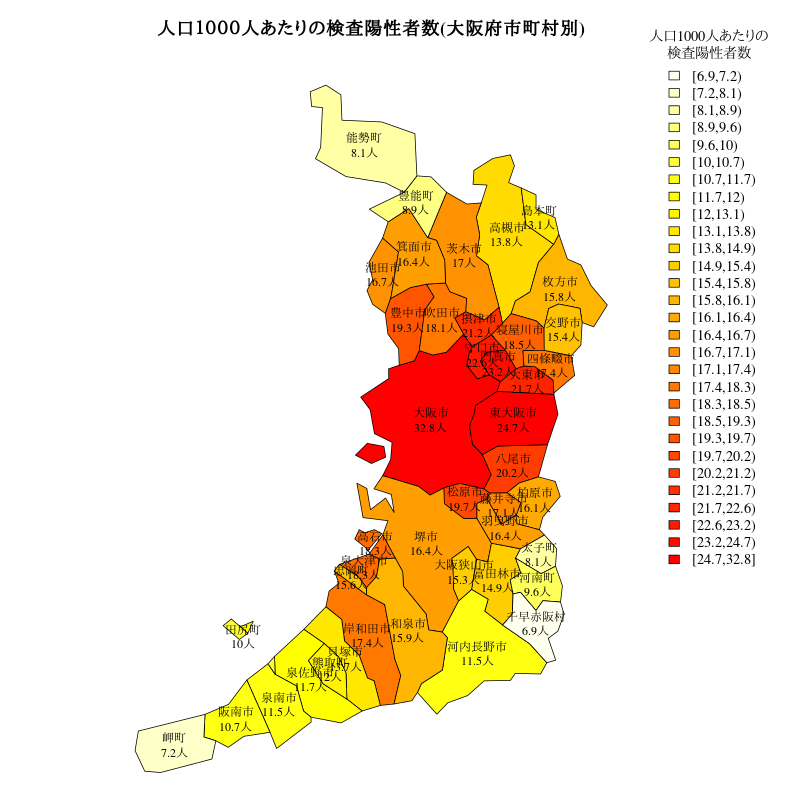 人口1000人あたりの検査陽性者数(大阪府市町村別)
人口1000人あたりの
検査陽性者数
[6.9,7.2)
[7.2,8.1)
[8.1,8.9)
[8.9,9.6)
[9.6,10)
[10,10.7)
[10.7,11.7)
[11.7,12)
[12,13.1)
[13.1,13.8)
[13.8,14.9)
[14.9,15.4)
[15.4,15.8)
[15.8,16.1)
[16.1,16.4)
[16.4,16.7)
[16.7,17.1)
[17.1,17.4)
[17.4,18.3)
[18.3,18.5)
[18.5,19.3)
[19.3,19.7)
[19.7,20.2)
[20.2,21.2)
[21.2,21.7)
[21.7,22.6)
[22.6,23.2)
[23.2,24.7)
[24.7,32.8]
能勢町
8.1人
豊能町
8.9人
島本町
13.1人
高槻市
13.8人
箕面市
16.4人
茨木市
17人
池田市
16.7人
枚方市
15.8人
豊中市
19.3人
吹田市
18.1人
摂津市
21.2人
寝屋川市
18.5人
交野市
15.4人
守口市
22.6人
門真市
23.2人
四條畷市
17.4人
大東市
21.7人
大阪市
32.8人
東大阪市
24.7人
八尾市
20.2人
松原市
19.7人
藤井寺市
17.1人
柏原市
16.1人
羽曳野市
16.4人
高石市
18.3人
堺市
16.4人
太子町
8.1人
泉大津市
18.3人
忠岡町
15.6人
大阪狭山市
15.3人
富田林市
14.9人
河南町
9.6人
千早赤阪村
6.9人
田尻町
10人
岸和田市
17.4人
和泉市
15.9人
河内長野市
11.5人
貝塚市
13.7人
熊取町
12人
泉佐野市
11.7人
泉南市
11.5人
阪南市
10.7人
岬町
7.2人